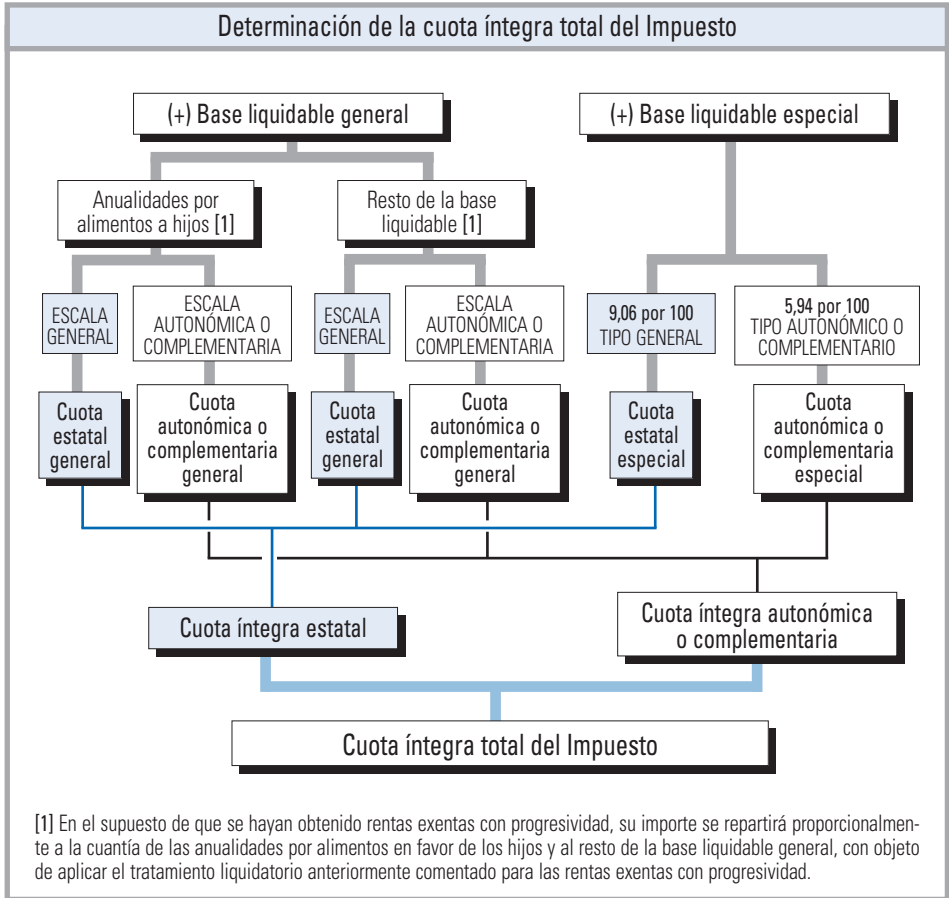 Determinación de la cuota íntegra total del Impuesto
(+) Base liquidable general
(+) Base liquidable especial
Anualidades por
alimentos a hijos [1]
Resto de la base
liquidable [1]
ESCALA
GENERAL
ESCALA
AUTONÓMICA O
COMPLEMENTARIA
ESCALA
GENERAL
ESCALA
AUTONÓMICA O
COMPLEMENTARIA
9,06 por 100
TIPO GENERAL
5,94 por 100
TIPO AUTONÓMICO O
COMPLEMENTARIO
Cuota
estatal
general
Cuota
autonómica o
complementaria
general
Cuota
estatal
general
Cuota
autonómica o
complementaria
general
Cuota
estatal
especial
Cuota
autonómica o
complementaria
especial
Cuota íntegra estatal
Cuota íntegra autonómica
o complementaria
Cuota íntegra total del Impuesto
[1] En el supuesto de que se hayan obtenido rentas exentas con progresividad, su importe se repartirá proporcionalmen-
te a la cuantía de las anualidades por alimentos en favor de los hijos y al resto de la base liquidable general, con objeto
de aplicar el tratamiento liquidatorio anteriormente comentado para las rentas exentas con progresividad.